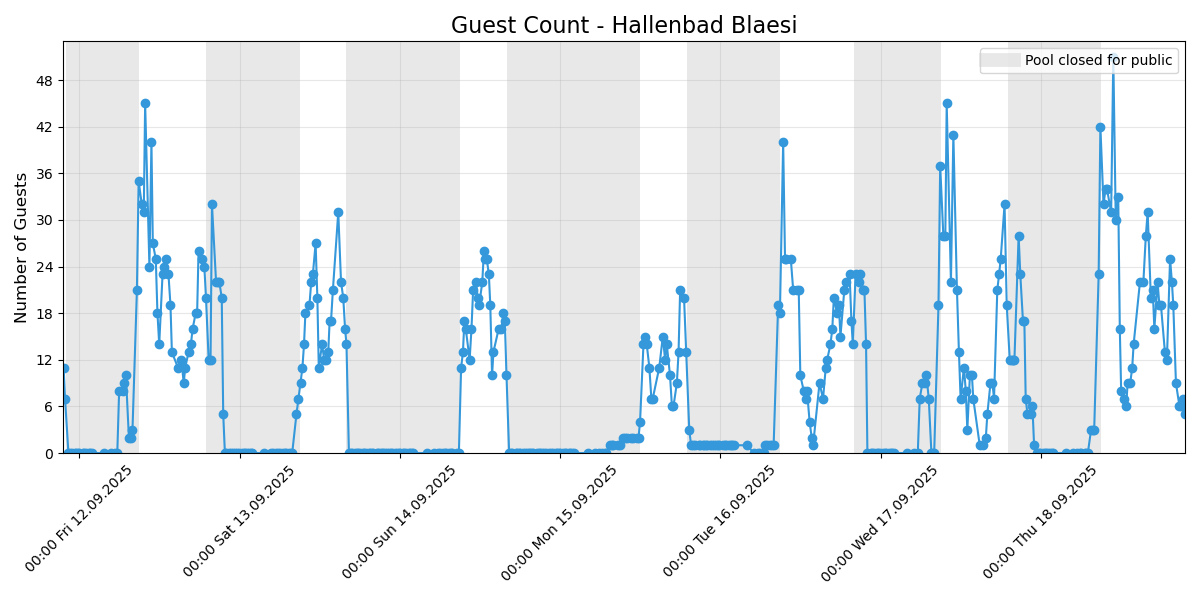 Guest Count - Hallenbad Blaesi
Pool closed for public
Number of Guests
48
42
36
30
24
18
12
6
0
00:00 Fri 12.09.2025
00:00 Sat 13.09.2025
00:00 Sun 14.09.2025
00:00 Mon 15.09.2025
00:00 Tue 16.09.2025
00:00 Wed 17.09.2025
00:00 Thu 18.09.2025